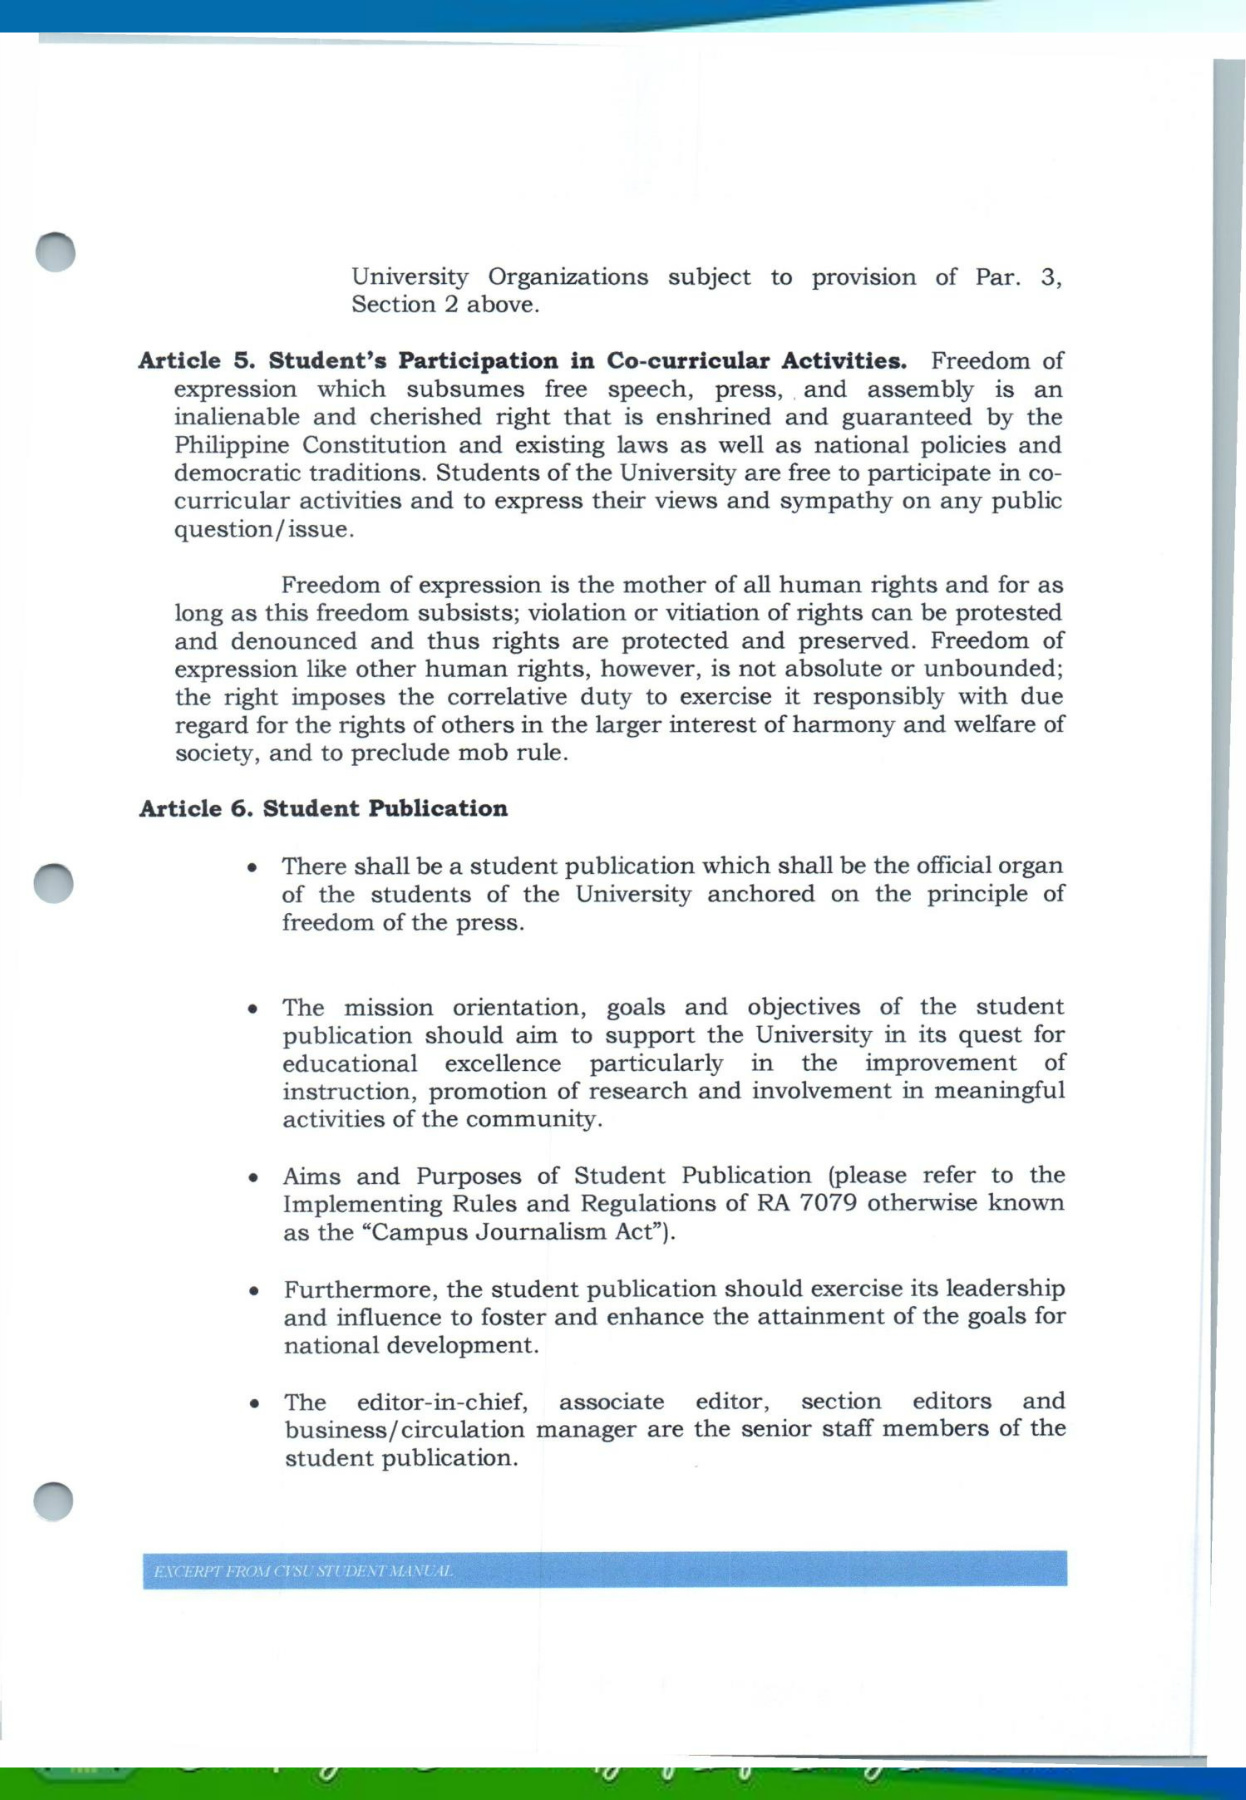 University Organizations subject to provision of Par. 3,
Section 2 above.
Article 5. Student's Participation in Co-curricular Activities. Freedom of
expression which subsumes free speech, press, and assembly is an
inalienable and cherished right that is enshrined and guaranteed by the
Philippine Constitution and existing laws as well as national policies and
democratic traditions. Students of the University are free to participate in co-
curricular activities and to express their views and sympathy on any public
question/issue.
Freedom of expression is the mother of all human rights and for as
long as this freedom subsists; violation or vitiation of rights can be protested
and denounced and thus rights are protected and preserved. Freedom of
expression like other human rights, however, is not absolute or unbounded;
the right imposes the correlative duty to exercise it responsibly with due
regard for the rights of others in the larger interest of harmony and welfare of
society, and to preclude mob rule.
Article 6. Student Publication
• There shall be a student publication which shall be the official organ
of the students of the University anchored on the principle of
freedom of the press.
• The mission orientation, goals and objectives of the student
publication should aim to support the University in its quest for
educational excellence particularly in the improvement of
instruction, promotion of research and involvement in meaningful
activities of the community.
• Aims and Purposes of Student Publication (please refer to the
Implementing Rules and Regulations of RA 7079 otherwise known
as the "Campus Journalism Act").
• Furthermore, the student publication should exercise its leadership
and influence to foster and enhance the attainment of the goals for
national development.
• The editor-in-chief, associate editor, section editors and
business/circulation manager are the senior staff members of the
student publication.
EXCERPT FROM CVSU STUDENT MANUAL